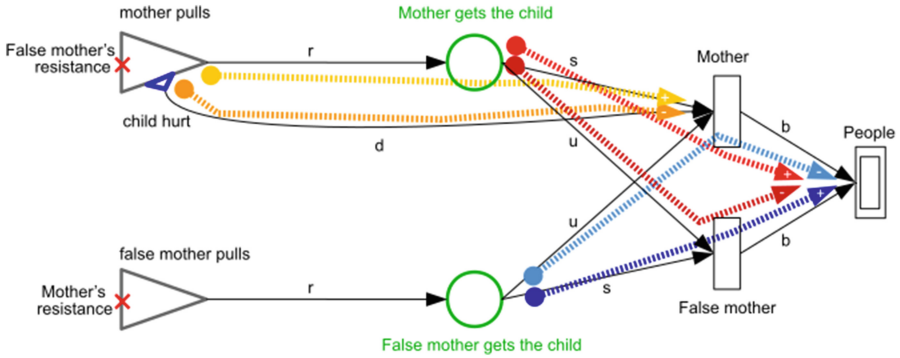 mother pulls
Mother gets the child
False mother's
resistance
r
s
Mother
child hurt
d
u
b
People
+
-
-
+
+
-
u
b
false mother pulls
Mother's
resistance
r
s
False mother
False mother gets the child